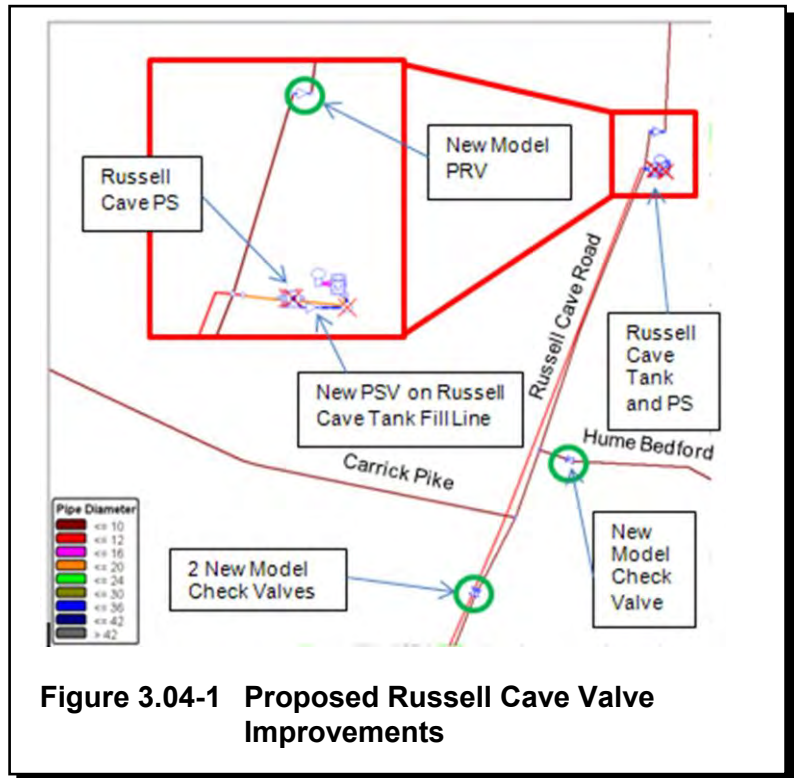 New Model
PRV
Russell
Cave PS
Russell Cave Road
Russell
Cave
Tank
and PS
New PSV on Russell
Cave Tank Fill Line
Hume Bedford
Carrick Pike
Pipe Diameter
<= 10
<= 12
<= 16
<= 20
<= 24
<= 30
<= 36
<= 42
> 42
2 New Model
Check Valves
New
Model
Check
Valve
Figure 3.04-1 Proposed Russell Cave Valve
Improvements